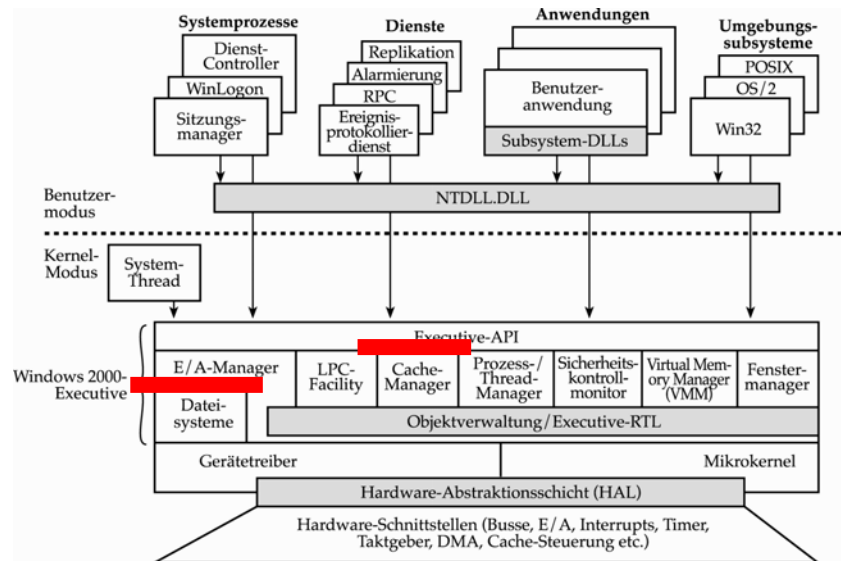 Systemprozesse
Dienst-
Controller
WinLogon
Sitzungs-
manager
Dienste
Replikation
Alarmierung
RPC
Ereignis-
protokollier-
dienst
Anwendungen
Benutzer-
anwendung
Subsystem-DLLs
Umgebungs-
subsysteme
POSIX
OS/2
Win32
Benutzer-
modus
NTDLL.DLL
Kernel-
Modus
System-
Thread
Executive-API
Windows 2000-
Executive
E/A-Manager
Datei-
systeme
LPC-
Facility
Cache-
Manager
Prozess-/
Thread-
Manager
Sicherheits-
kontroll-
monitor
Virtual Mem-
ory Manager
(VMM)
Fenster-
manager
Objektverwaltung/Executive-RTL
Gerätetreiber
Mikrokernel
Hardware-Abstraktionsschicht (HAL)
Hardware-Schnittstellen (Busse, E/A, Interrupts, Timer,
Taktgeber, DMA, Cache-Steuerung etc.)